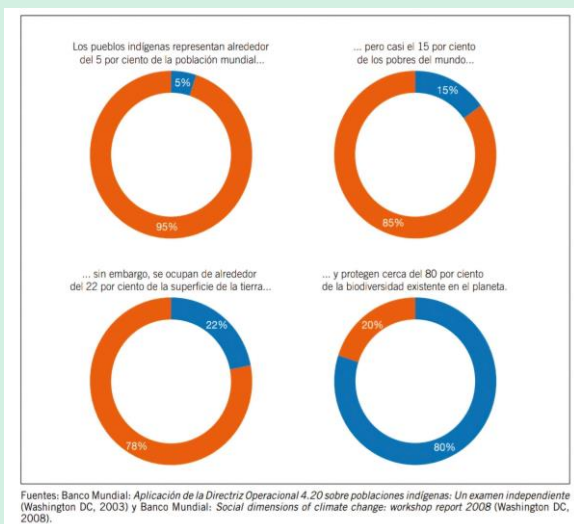 Los pueblos indígenas representan alrededor
del 5 por ciento de la población mundial...
5%
95%
... pero casi el 15 por ciento
de los pobres del mundo...
15%
85%
... sin embargo, se ocupan de alrededor
del 22 por ciento de la superficie de la tierra...
22%
78%
... y protegen cerca del 80 por ciento
de la biodiversidad existente en el planeta.
20%
80%
Fuentes: Banco Mundial: Aplicación de la Directriz Operacional 4.20 sobre poblaciones indígenas: Un examen independiente
(Washington DC, 2003) y Banco Mundial: Social dimensions of climate change: workshop report 2008 (Washington DC,
2008).